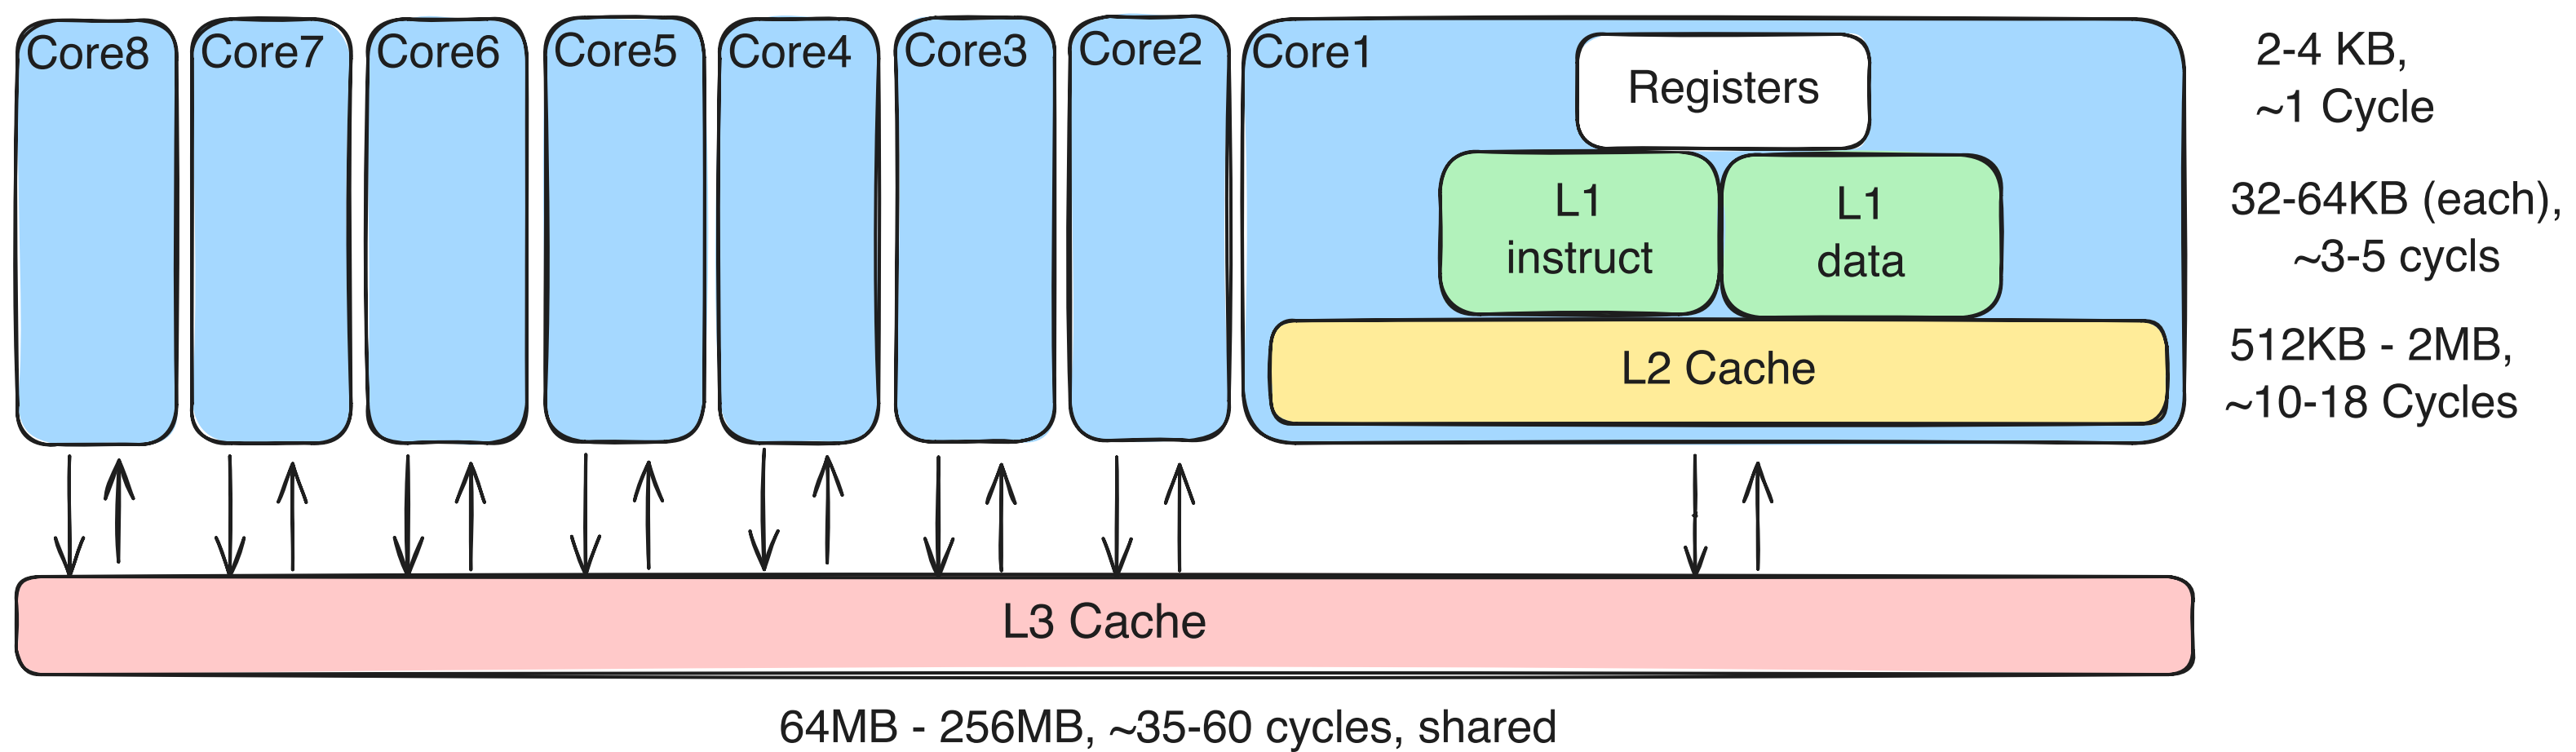 Core8
Core7
Core6
Core5
Core4
Core3
Core2
Core1
Registers
2-4 KB,
~1 Cycle
L1
instruct
L1
data
32-64KB (each),
~3-5 cycls
L2 Cache
512KB - 2MB,
~10-18 Cycles
L3 Cache
64MB - 256MB, ~35-60 cycles, shared